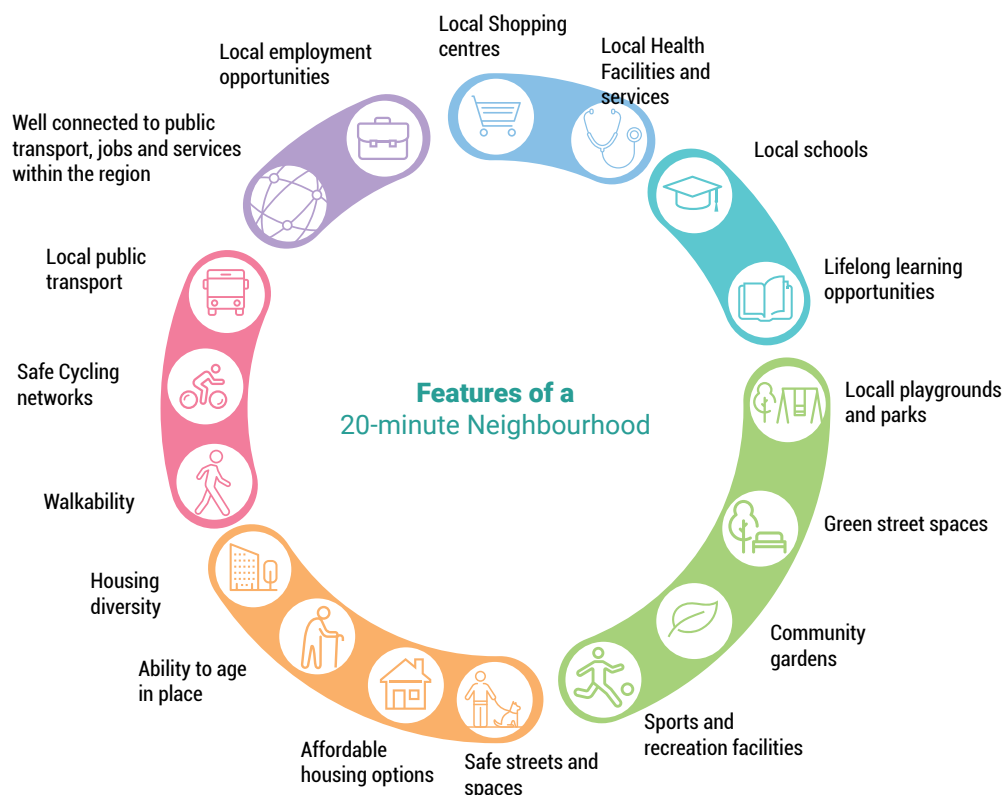 Features of a
20-minute Neighbourhood
Local Shopping
centres
Local Health
Facilities and
services
Local schools
Lifelong learning
opportunities
Locall playgrounds
and parks
Green street spaces
Community
gardens
Sports and
recreation facilities
Safe streets and
spaces
Affordable
housing options
Ability to age
in place
Housing
diversity
Walkability
Safe Cycling
networks
Local public
transport
Well connected to public
transport, jobs and services
within the region
Local employment
opportunities